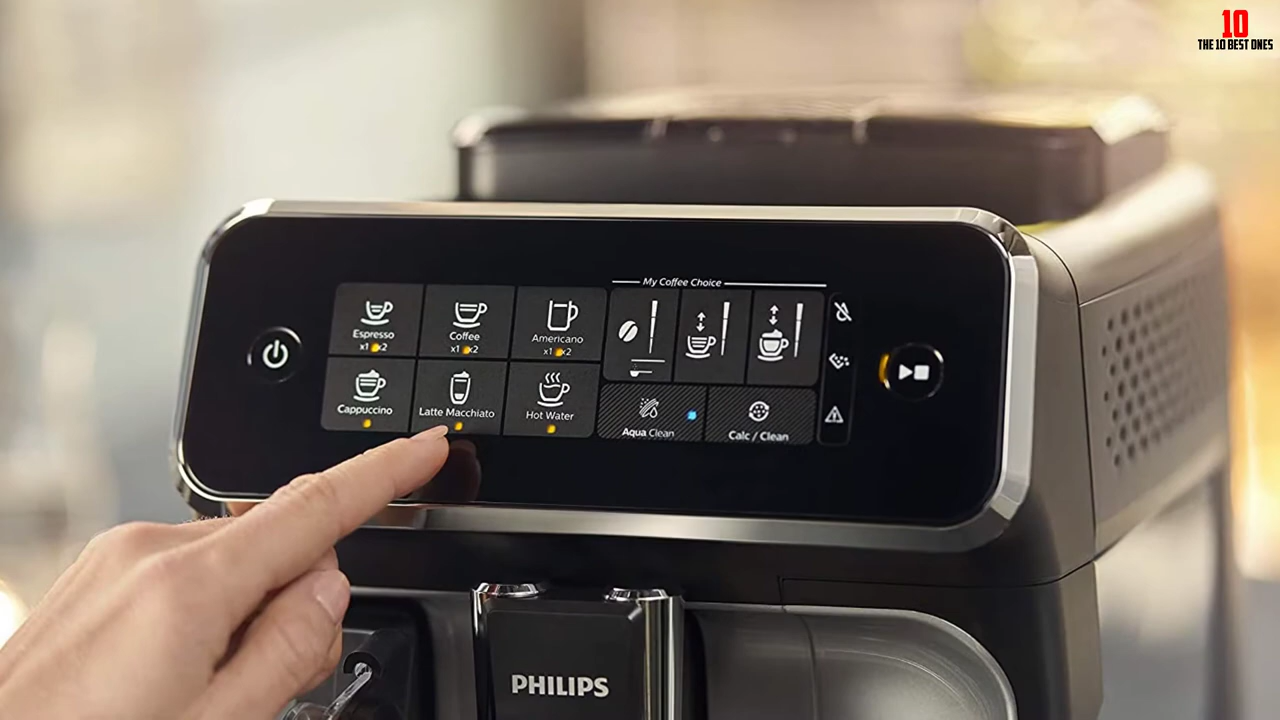 10
THE 10 BEST ONES
My Coffee Choice
Espresso
x1 x2
Coffee
x1 x2
Americano
x1 x2
Cappuccino
Latte Macchiato
Hot Water
Aqua Clean
Calc / Clean
PHILIPS